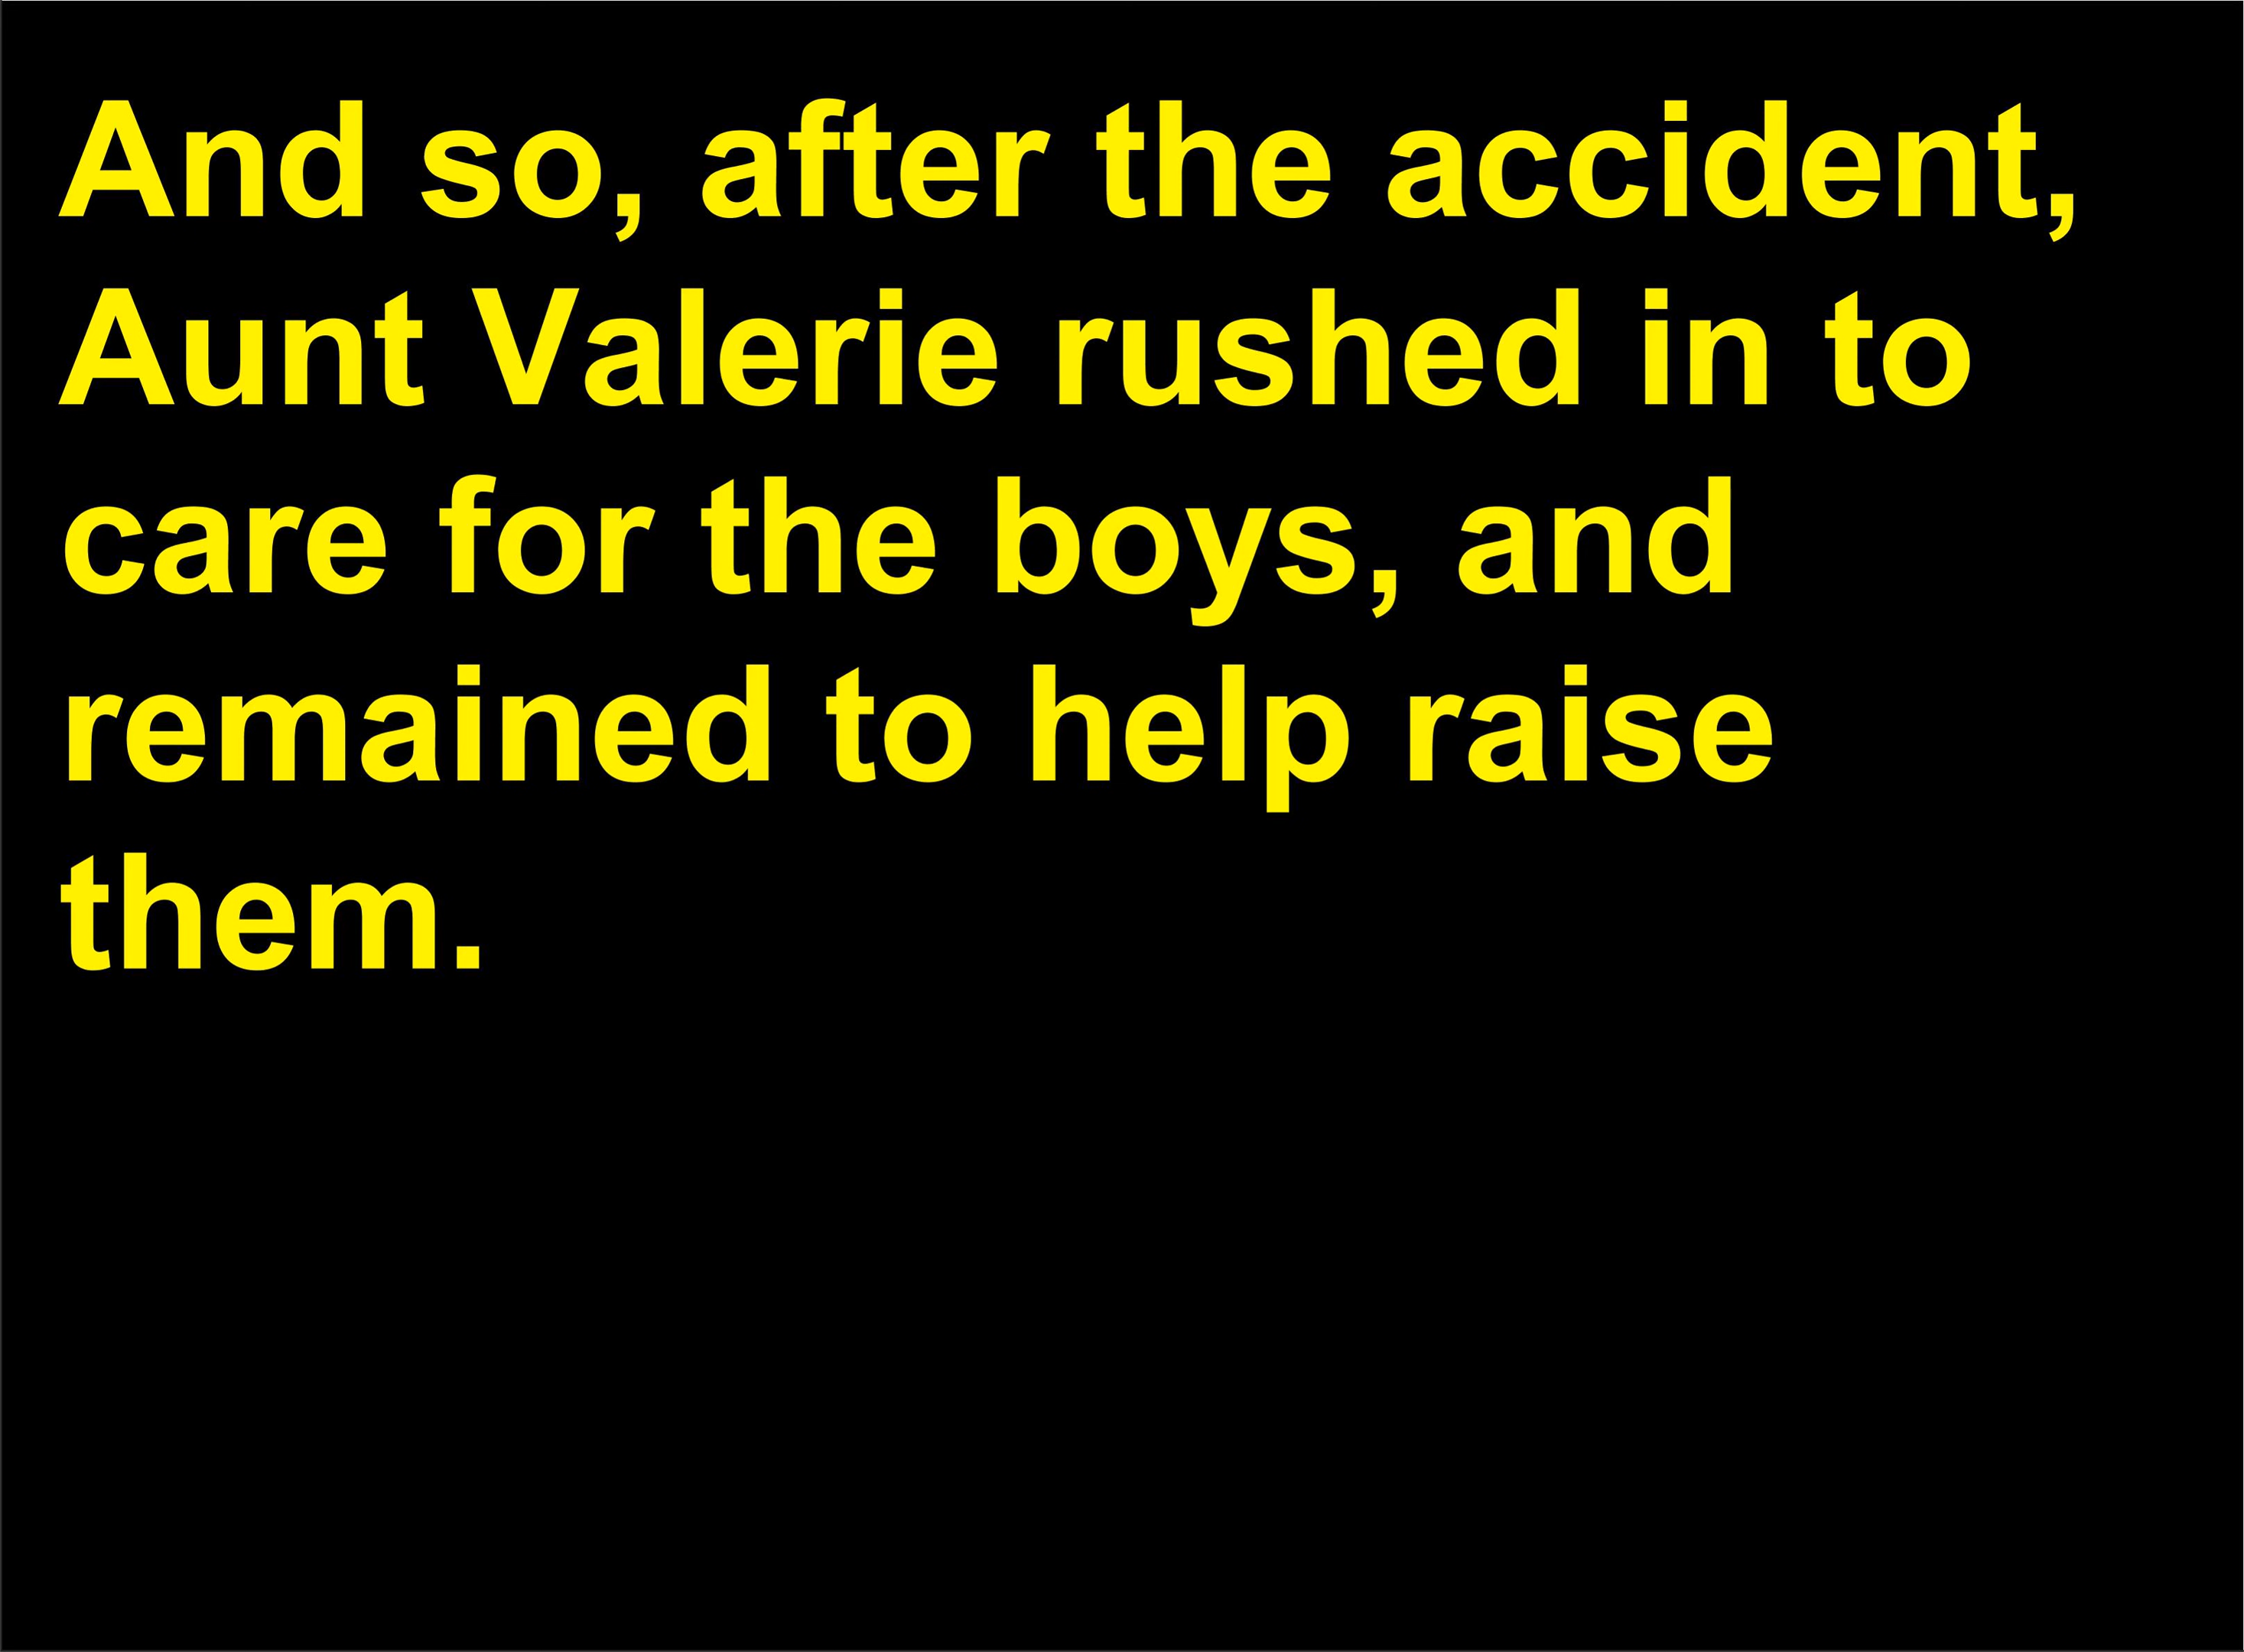 And so, after the accident,
Aunt Valerie rushed in to
care for the boys, and
remained to help raise
them.